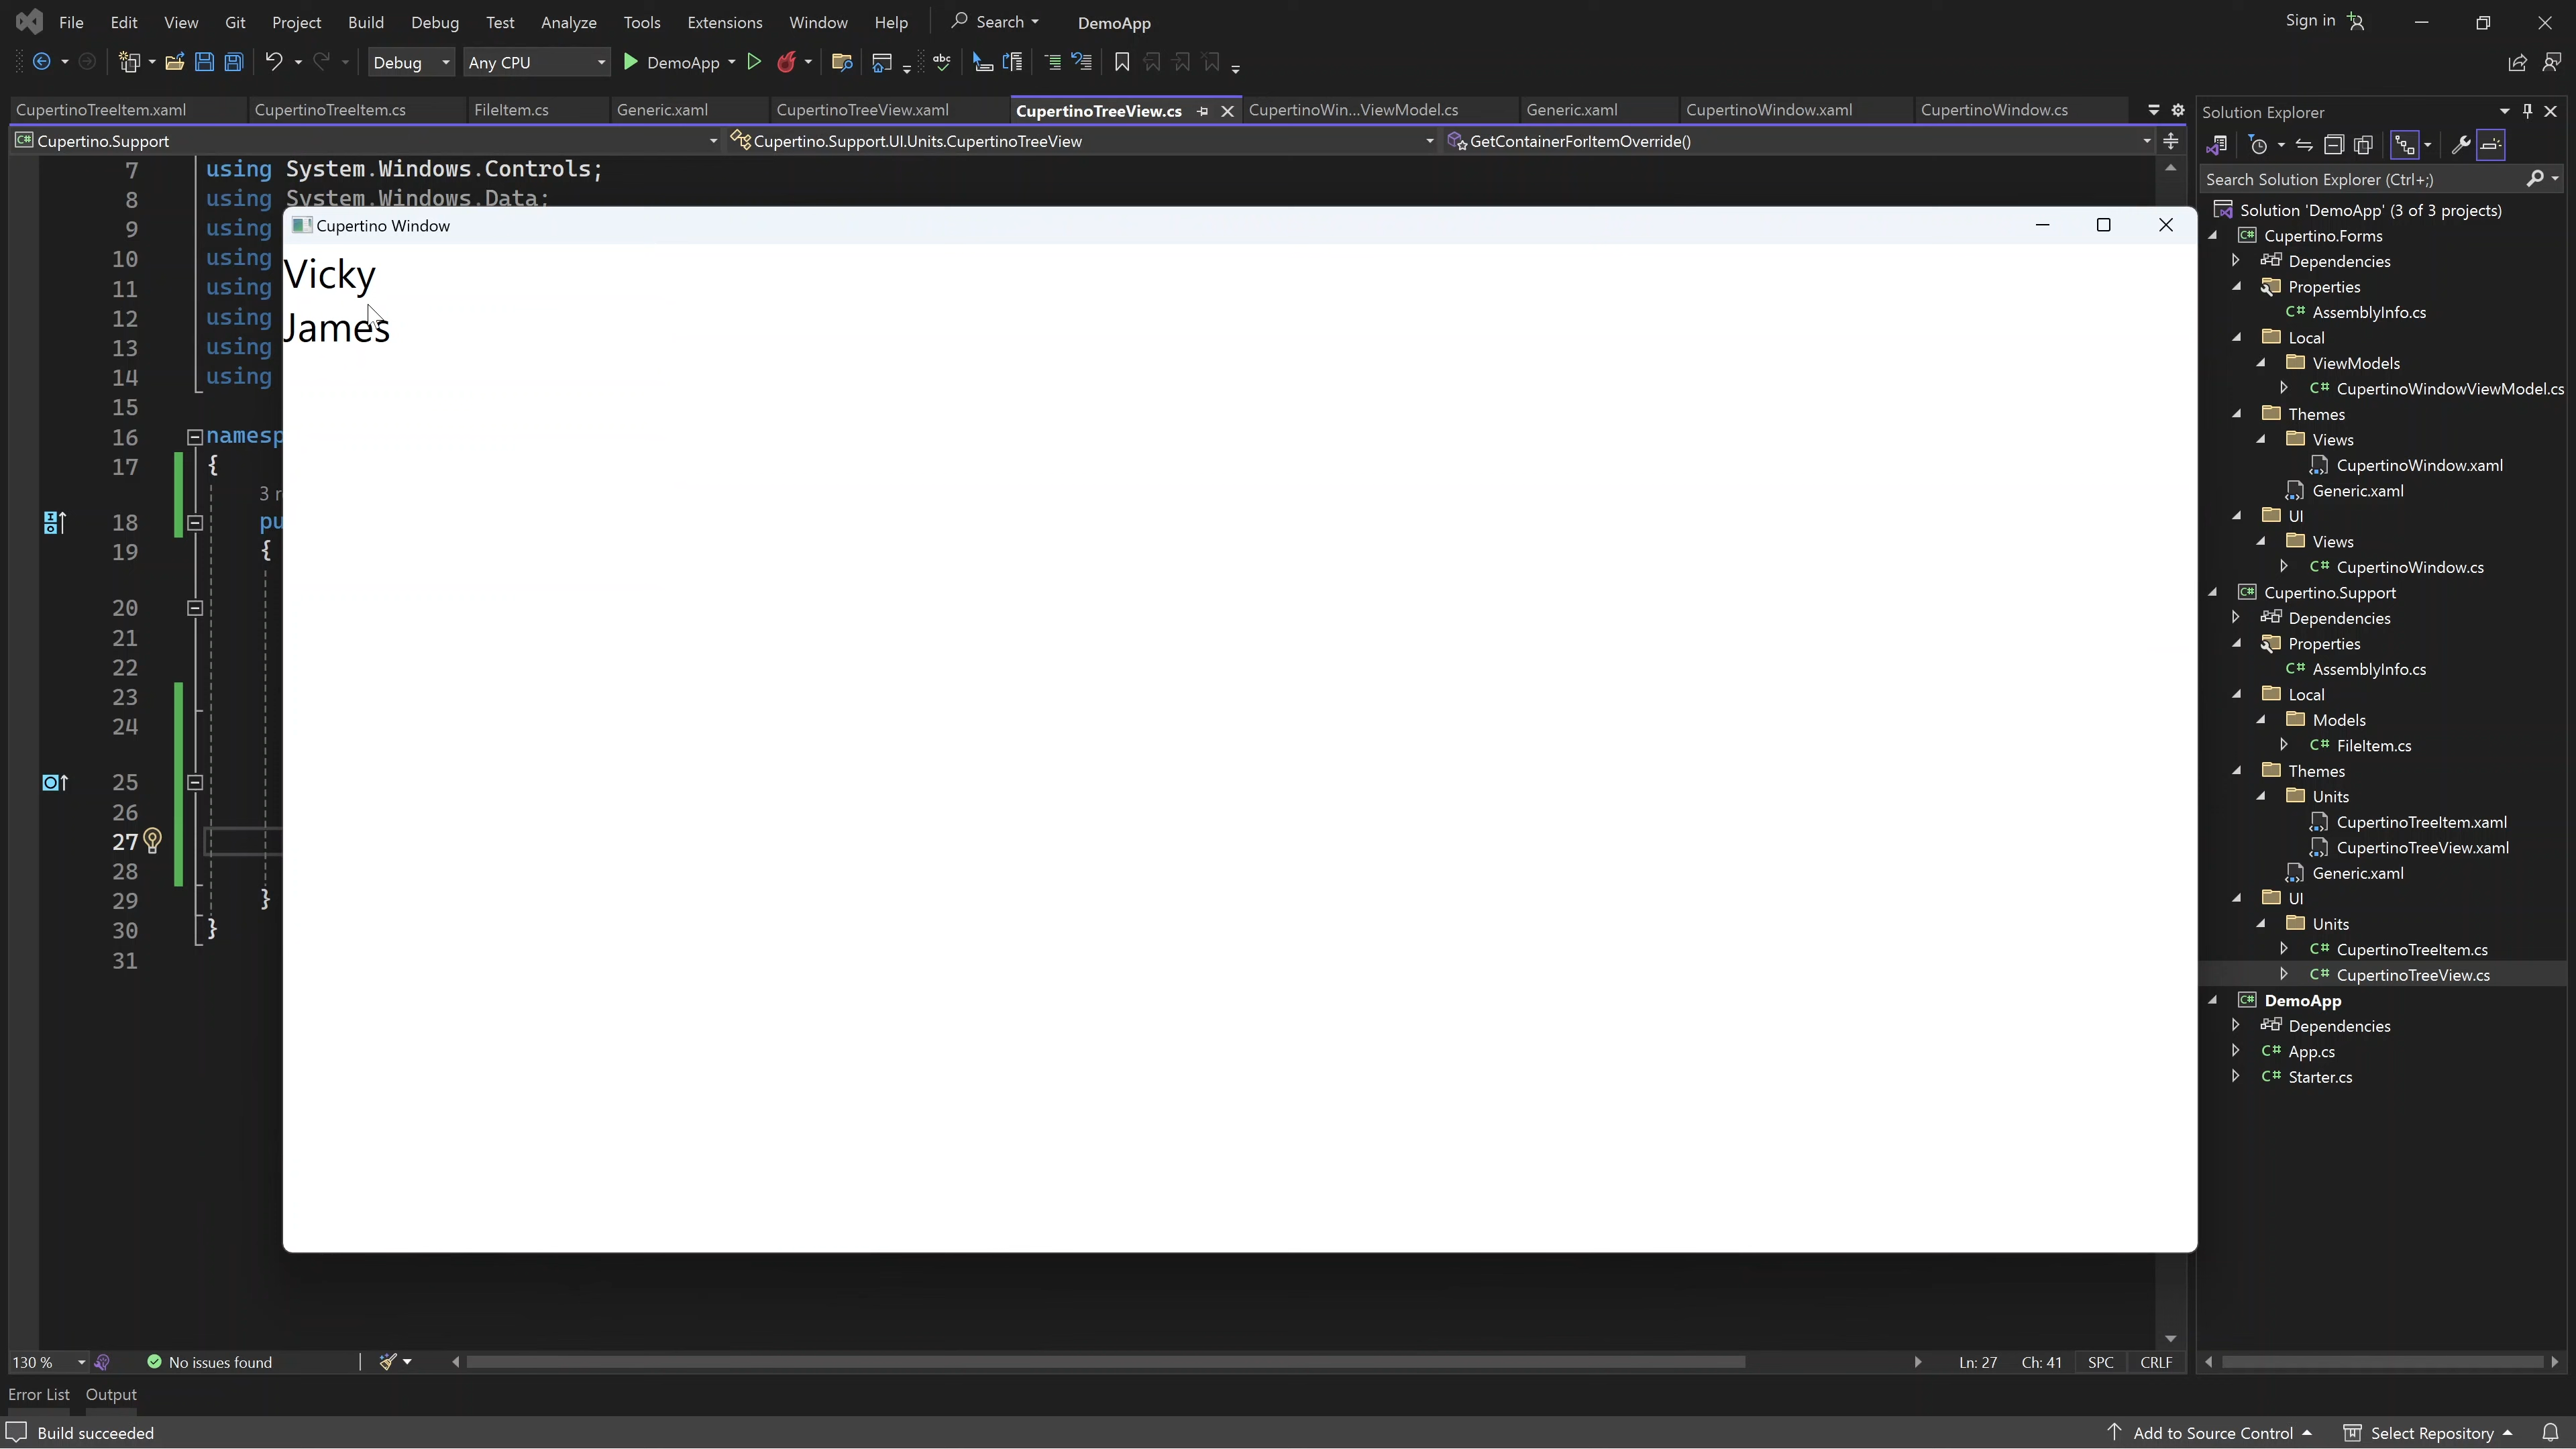 File Edit View Git Project Build Debug Test Analyze Tools Extensions Window Help Search DemoApp Sign in
Debug Any CPU DemoApp
CupertinoTreeItem.xaml CupertinoTreeItem.cs FileItem.cs Generic.xaml CupertinoTreeView.xaml CupertinoTreeView.cs CupertinoWin...ViewModel.cs Generic.xaml CupertinoWindow.xaml CupertinoWindow.cs
Cupertino.Support Cupertino.Support.UI.Units.CupertinoTreeView GetContainerForItemOverride()
7 using System.Windows.Controls;
8 using System.Windows.Data;
9 using
10 using
11 using
12 using
13 using
14 using
15
16 namesp
17 {
3 r
18 pu
19 {
20
21
22
23
24
25
26
27
28
29 }
30 }
31
Cupertino Window
Vicky
James
130 % No issues found Ln: 27 Ch: 41 SPC CRLF
Error List Output
Build succeeded Add to Source Control Select Repository
Solution Explorer
Search Solution Explorer (Ctrl+;)
Solution 'DemoApp' (3 of 3 projects)
C# Cupertino.Forms
Dependencies
Properties
C# AssemblyInfo.cs
Local
ViewModels
C# CupertinoWindowViewModel.cs
Themes
Views
CupertinoWindow.xaml
Generic.xaml
UI
Views
C# CupertinoWindow.cs
C# Cupertino.Support
Dependencies
Properties
C# AssemblyInfo.cs
Local
Models
C# FileItem.cs
Themes
Units
CupertinoTreeItem.xaml
CupertinoTreeView.xaml
Generic.xaml
UI
Units
C# CupertinoTreeItem.cs
C# CupertinoTreeView.cs
C# DemoApp
Dependencies
C# App.cs
C# Starter.cs